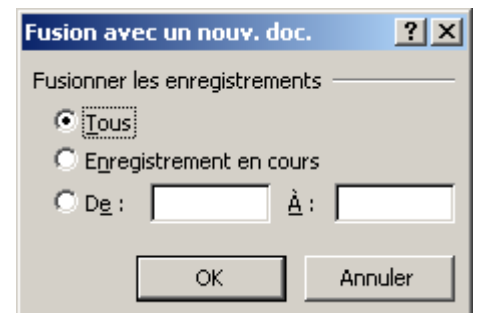 Fusion avec un nouv. doc.
Fusionner les enregistrements
Tous
Enregistrement en cours
De : À :
OK Annuler